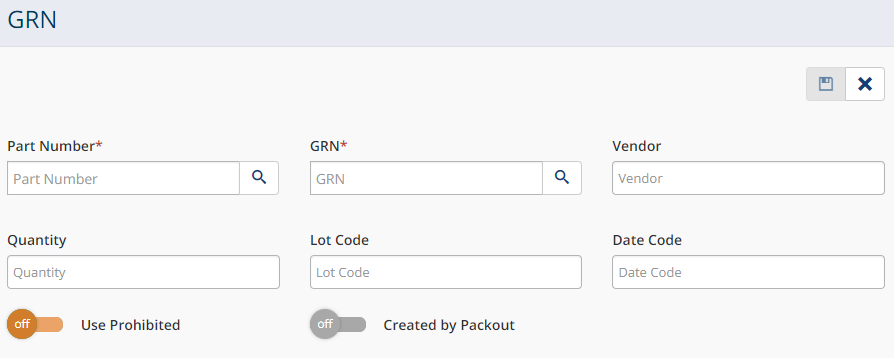 GRN
Part Number* GRN* Vendor
Part Number GRN Vendor
Quantity Lot Code Date Code
Quantity Lot Code Date Code
off Use Prohibited off Created by Packout